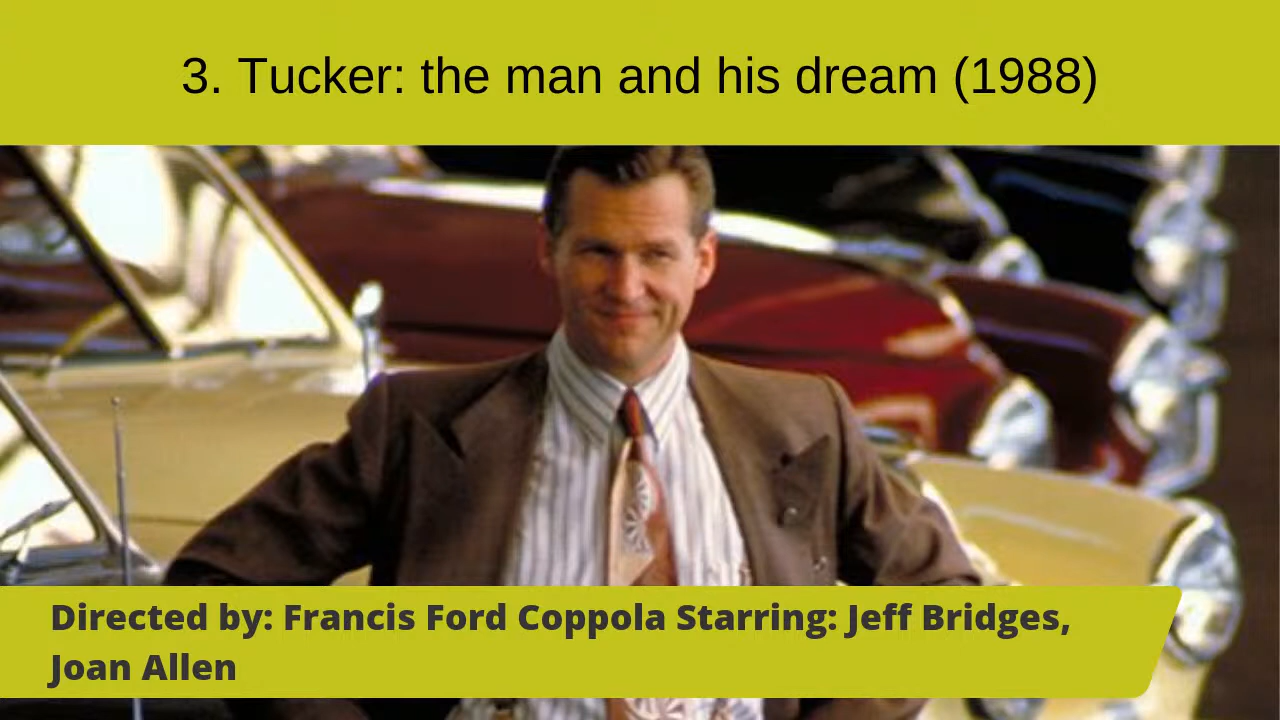 3. Tucker: the man and his dream (1988)
Directed by: Francis Ford Coppola Starring: Jeff Bridges,
Joan Allen